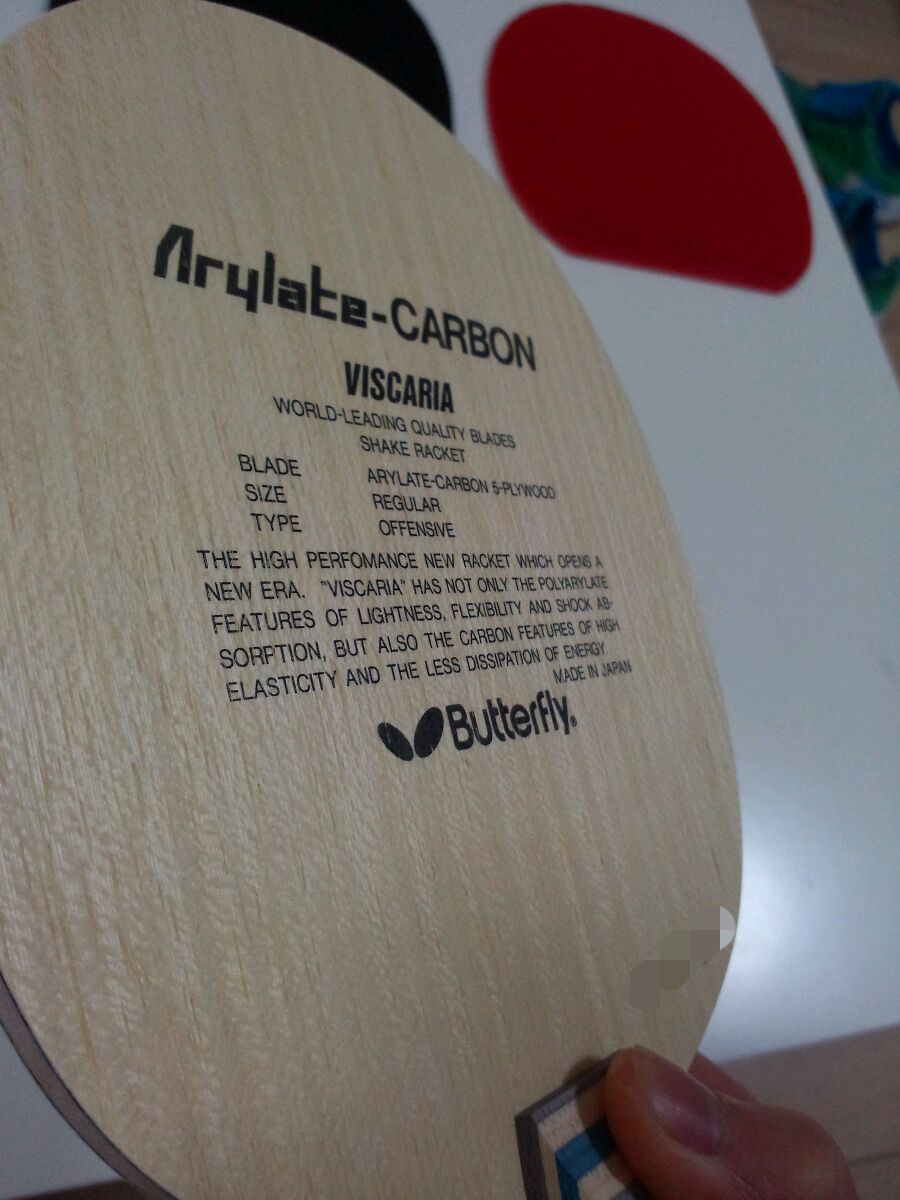 Arylate-CARBON
VISCARIA
WORLD-LEADING QUALITY BLADES
SHAKE RACKET
BLADE ARYLATE-CARBON 5-PLYWOOD
SIZE REGULAR
TYPE OFFENSIVE
THE HIGH PERFOMANCE NEW RACKET WHICH OPENS A
NEW ERA. "VISCARIA" HAS NOT ONLY THE POLYARYLATE
FEATURES OF LIGHTNESS, FLEXIBILITY AND SHOCK AB-
SORPTION, BUT ALSO THE CARBON FEATURES OF HIGH
ELASTICITY AND THE LESS DISSIPATION OF ENERGY
MADE IN JAPAN
Butterfly®